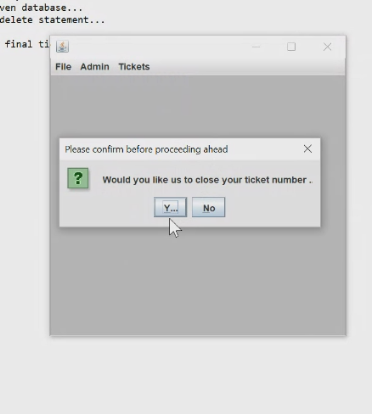 ven database...
delete statement...
final ti
File Admin Tickets
Please confirm before proceeding ahead
Would you like us to close your ticket number ..
?
Y... No